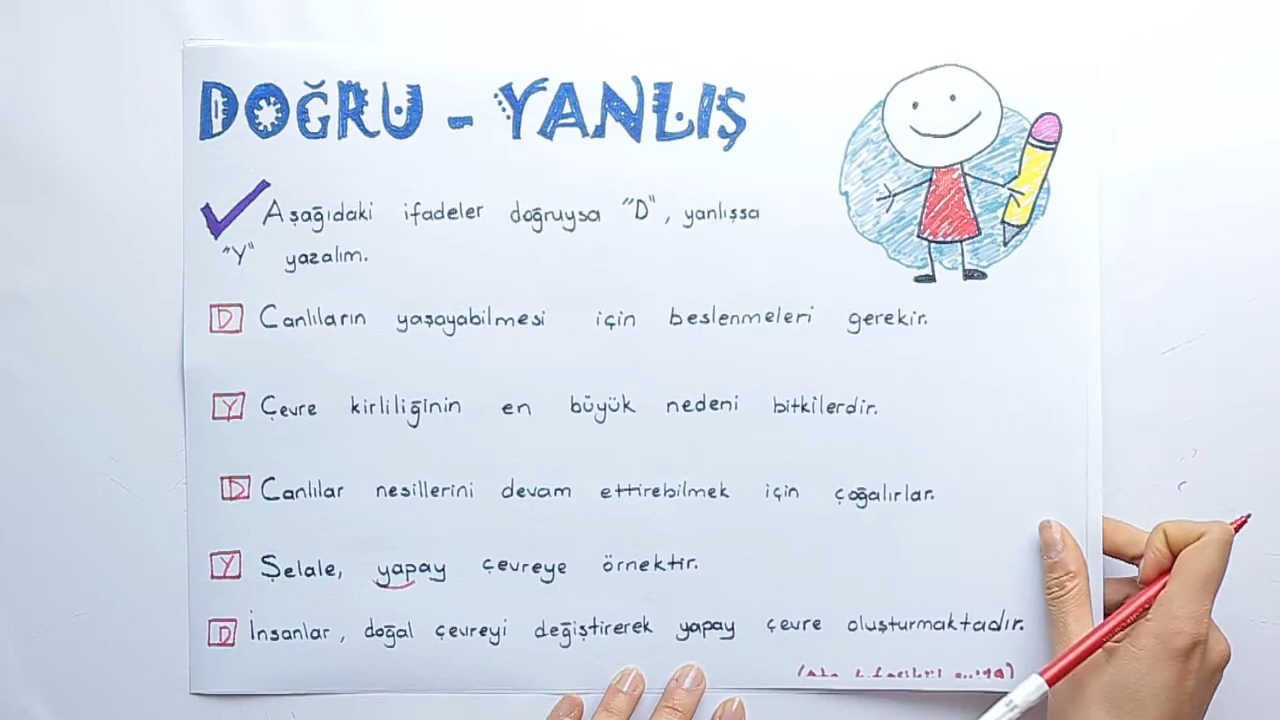 DOĞRU - YANLIŞ
Aşağıdaki ifadeler doğruysa "D", yanlışsa
"Y" yazalım.
D Canlıların yaşayabilmesi için beslenmeleri gerekir.
Y Çevre kirliliğinin en büyük nedeni bitkilerdir.
D Canlılar nesillerini devam ettirebilmek için çoğalırlar.
Y Şelale, yapay çevreye örnektir.
D İnsanlar, doğal çevreyi değiştirerek yapay çevre oluşturmaktadır.